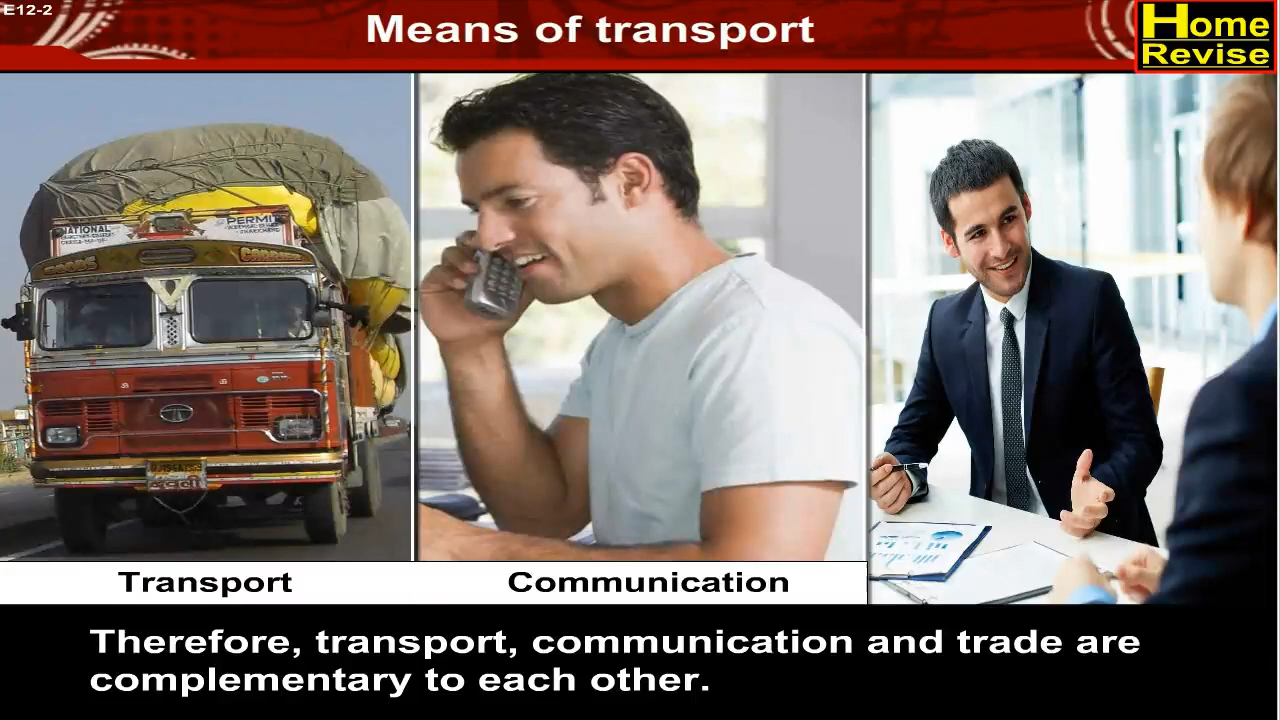 E12-2
Means of transport
Home
Revise
NATIONAL
PERMIT
GOODS
CARRIER
Transport
Communication
Therefore, transport, communication and trade are
complementary to each other.